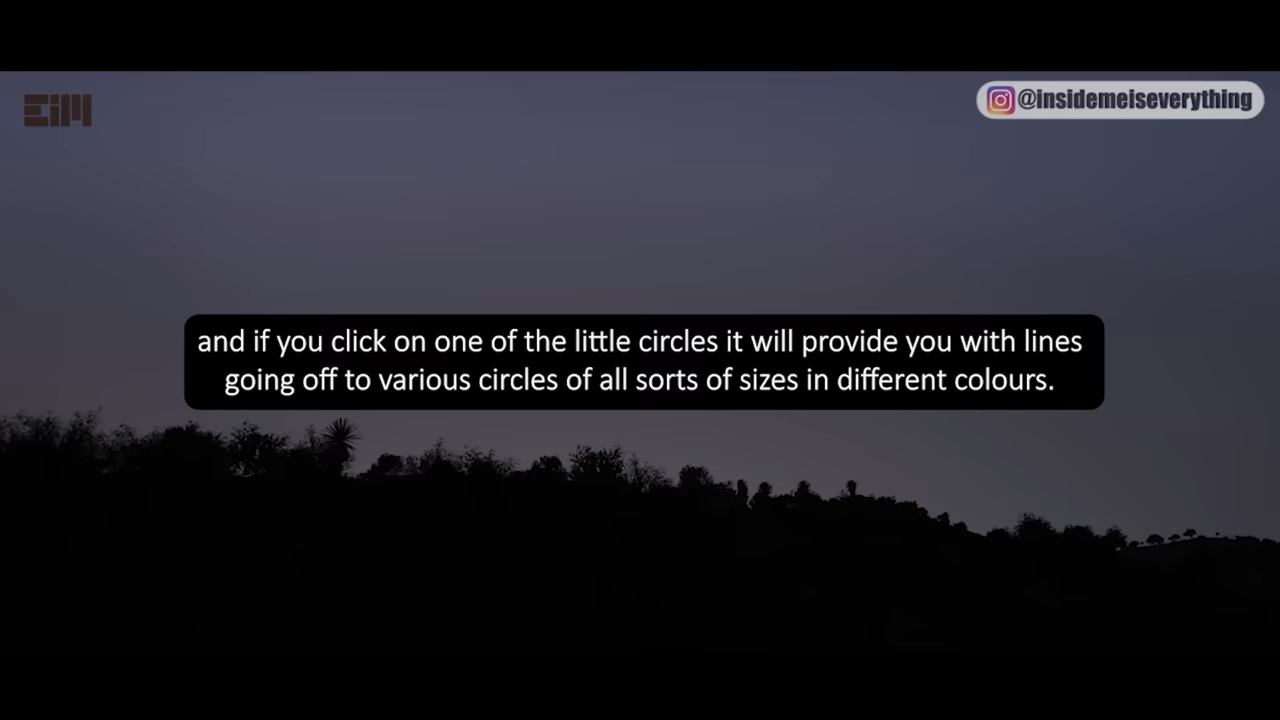 EiM
@insidemeiseverything
and if you click on one of the little circles it will provide you with lines
going off to various circles of all sorts of sizes in different colours.